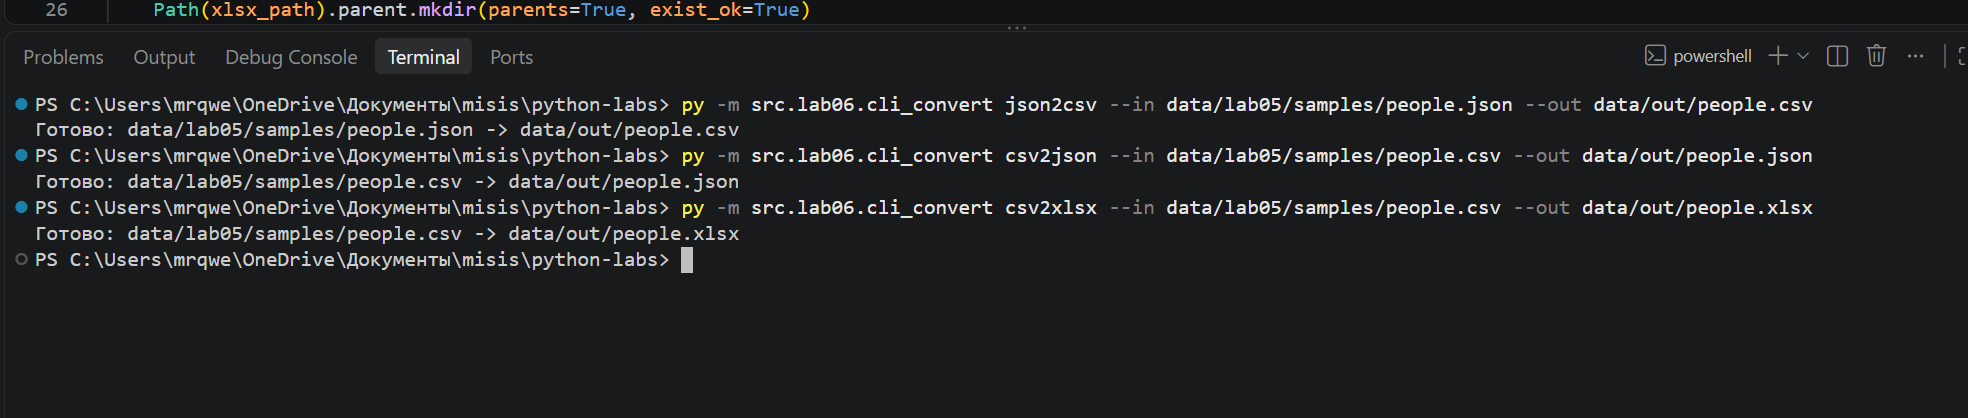 26 Path(xlsx_path).parent.mkdir(parents=True, exist_ok=True)
Problems Output Debug Console Terminal Ports powershell
PS C:\Users\mrqwe\OneDrive\Документы\misis\python-labs> py -m src.lab06.cli_convert json2csv --in data/lab05/samples/people.json --out data/out/people.csv
Готово: data/lab05/samples/people.json -> data/out/people.csv
PS C:\Users\mrqwe\OneDrive\Документы\misis\python-labs> py -m src.lab06.cli_convert csv2json --in data/lab05/samples/people.csv --out data/out/people.json
Готово: data/lab05/samples/people.csv -> data/out/people.json
PS C:\Users\mrqwe\OneDrive\Документы\misis\python-labs> py -m src.lab06.cli_convert csv2xlsx --in data/lab05/samples/people.csv --out data/out/people.xlsx
Готово: data/lab05/samples/people.csv -> data/out/people.xlsx
PS C:\Users\mrqwe\OneDrive\Документы\misis\python-labs>